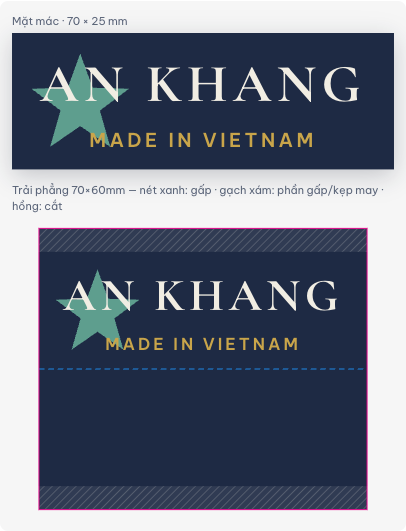 Mặt mác · 70 × 25 mm
AN KHANG
MADE IN VIETNAM
Trải phẳng 70×60mm — nét xanh: gấp · gạch xám: phần gấp/kẹp may ·
hồng: cắt
AN KHANG
MADE IN VIETNAM